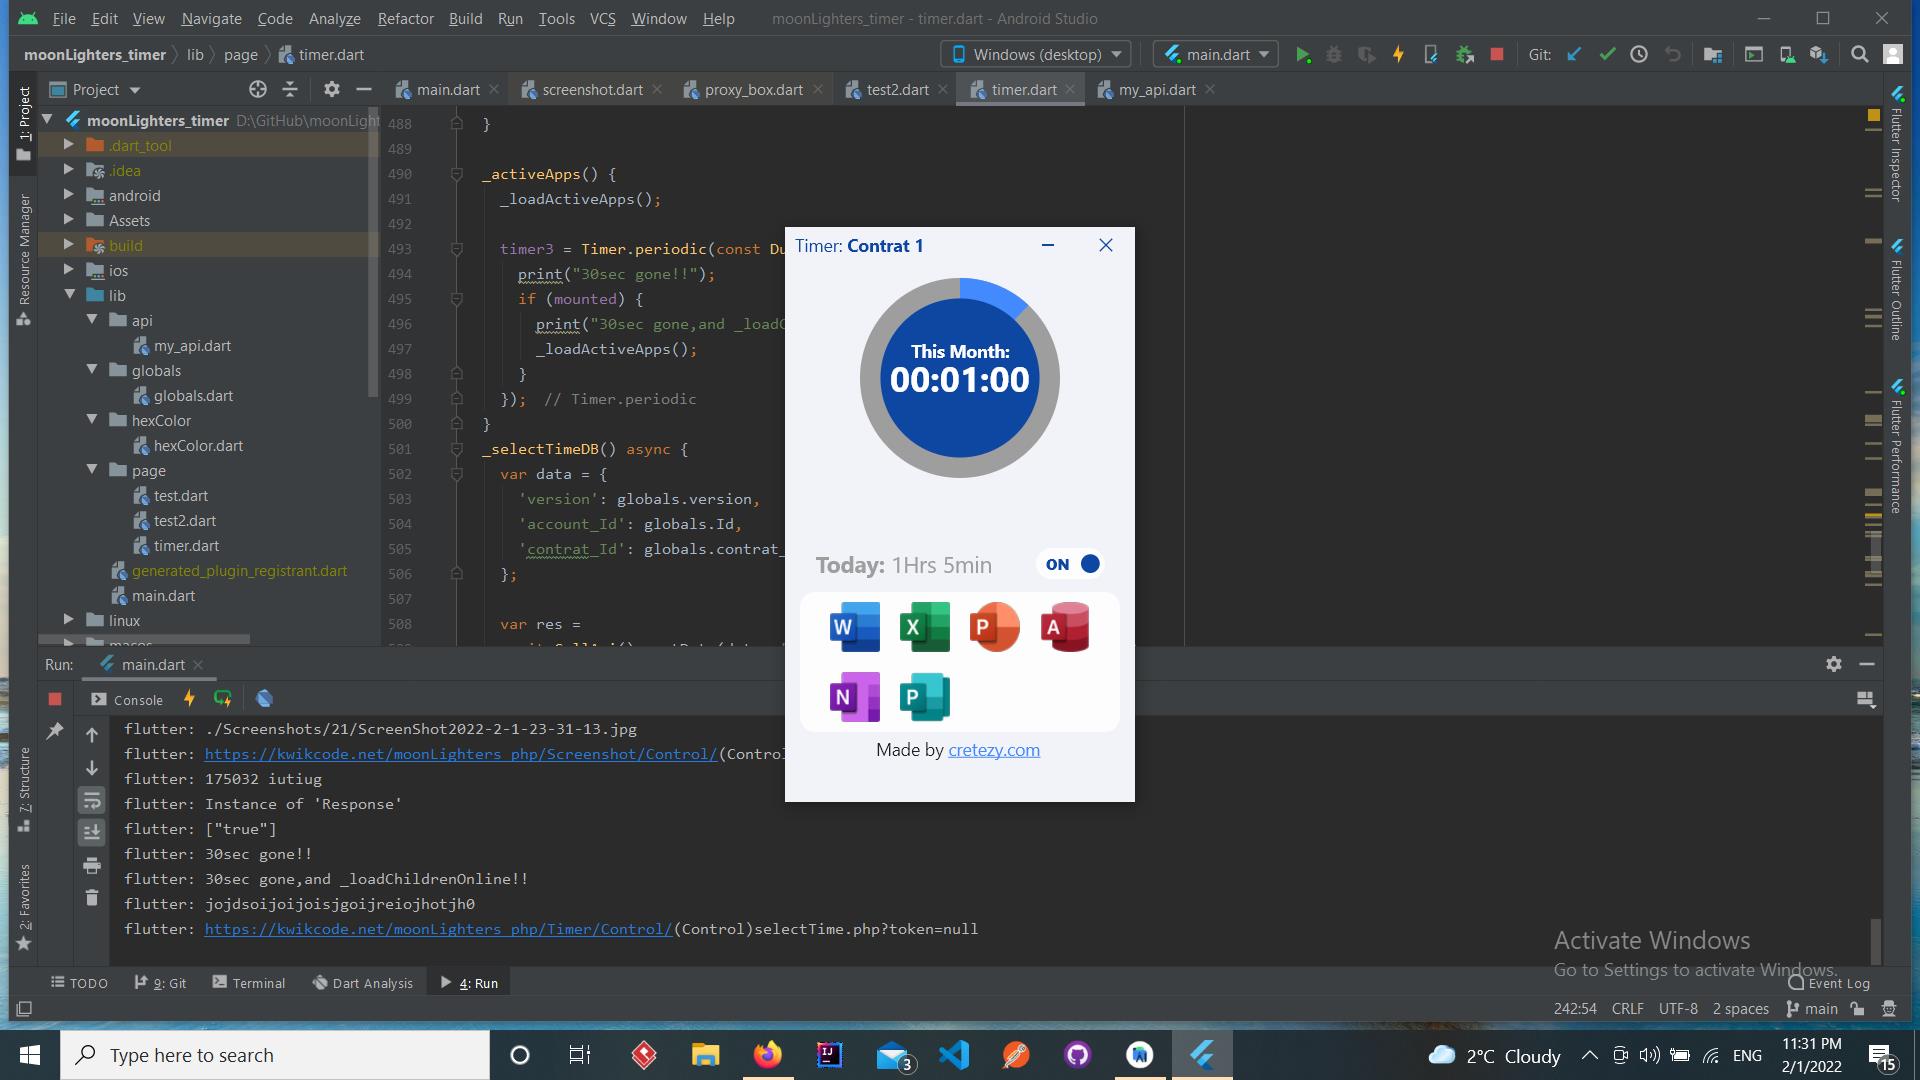 File Edit View Navigate Code Analyze Refactor Build Run Tools VCS Window Help moonLighters_timer - timer.dart - Android Studio
moonLighters_timer lib page timer.dart Windows (desktop) main.dart Git:
Project main.dart screenshot.dart proxy_box.dart test2.dart timer.dart my_api.dart
1: Project
Resource Manager
7: Structure
2: Favorites
moonLighters_timer D:\GitHub\moonLight
.dart_tool
.idea
android
Assets
build
ios
lib
api
my_api.dart
globals
globals.dart
hexColor
hexColor.dart
page
test.dart
test2.dart
timer.dart
generated_plugin_registrant.dart
main.dart
linux
488 }
489
490 _activeApps() {
491 _loadActiveApps();
492
493 timer3 = Timer.periodic(const Du
494 print("30sec gone!!");
495 if (mounted) {
496 print("30sec gone,and _loadC
497 _loadActiveApps();
498 }
499 }); // Timer.periodic
500 }
501 _selectTimeDB() async {
502 var data = {
503 'version': globals.version,
504 'account_Id': globals.Id,
505 'contrat_Id': globals.contrat_
506 };
507
508 var res =
Flutter Inspector
Flutter Outline
Flutter Performance
Timer: Contrat 1
This Month:
00:01:00
Today: 1Hrs 5min ON
W X P A
N P
Made by cretezy.com
Run: main.dart
Console
flutter: ./Screenshots/21/ScreenShot2022-2-1-23-31-13.jpg
flutter: https://kwikcode.net/moonLighters_php/Screenshot/Control/(Contro
flutter: 175032 iutiug
flutter: Instance of 'Response'
flutter: ["true"]
flutter: 30sec gone!!
flutter: 30sec gone,and _loadChildrenOnline!!
flutter: jojdsoijoijoisjgoijreiojhotjh0
flutter: https://kwikcode.net/moonLighters_php/Timer/Control/(Control)selectTime.php?token=null
Activate Windows
Go to Settings to activate Windows.
TODO 9: Git Terminal Dart Analysis 4: Run Event Log
242:54 CRLF UTF-8 2 spaces main
Type here to search IJ 3 2°C Cloudy ENG 11:31 PM
2/1/2022 15